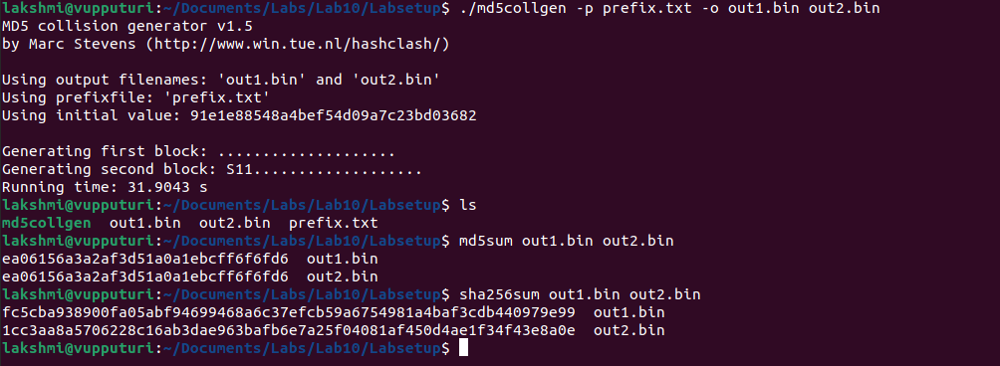 lakshmi@vupputuri:~/Documents/Labs/Lab10/Labsetup$ ./md5collgen -p prefix.txt -o out1.bin out2.bin
MD5 collision generator v1.5
by Marc Stevens (http://www.win.tue.nl/hashclash/)
Using output filenames: 'out1.bin' and 'out2.bin'
Using prefixfile: 'prefix.txt'
Using initial value: 91e1e88548a4bef54d09a7c23bd03682
Generating first block: ....................
Generating second block: S11...................
Running time: 31.9043 s
lakshmi@vupputuri:~/Documents/Labs/Lab10/Labsetup$ ls
md5collgen  out1.bin  out2.bin  prefix.txt
lakshmi@vupputuri:~/Documents/Labs/Lab10/Labsetup$ md5sum out1.bin out2.bin
ea06156a3a2af3d51a0a1ebcff6f6fd6  out1.bin
ea06156a3a2af3d51a0a1ebcff6f6fd6  out2.bin
lakshmi@vupputuri:~/Documents/Labs/Lab10/Labsetup$ sha256sum out1.bin out2.bin
fc5cba938900fa05abf94699468a6c37efcb59a6754981a4baf3cdb440979e99  out1.bin
1cc3aa8a5706228c16ab3dae963bafb6e7a25f04081af450d4ae1f34f43e8a0e  out2.bin
lakshmi@vupputuri:~/Documents/Labs/Lab10/Labsetup$